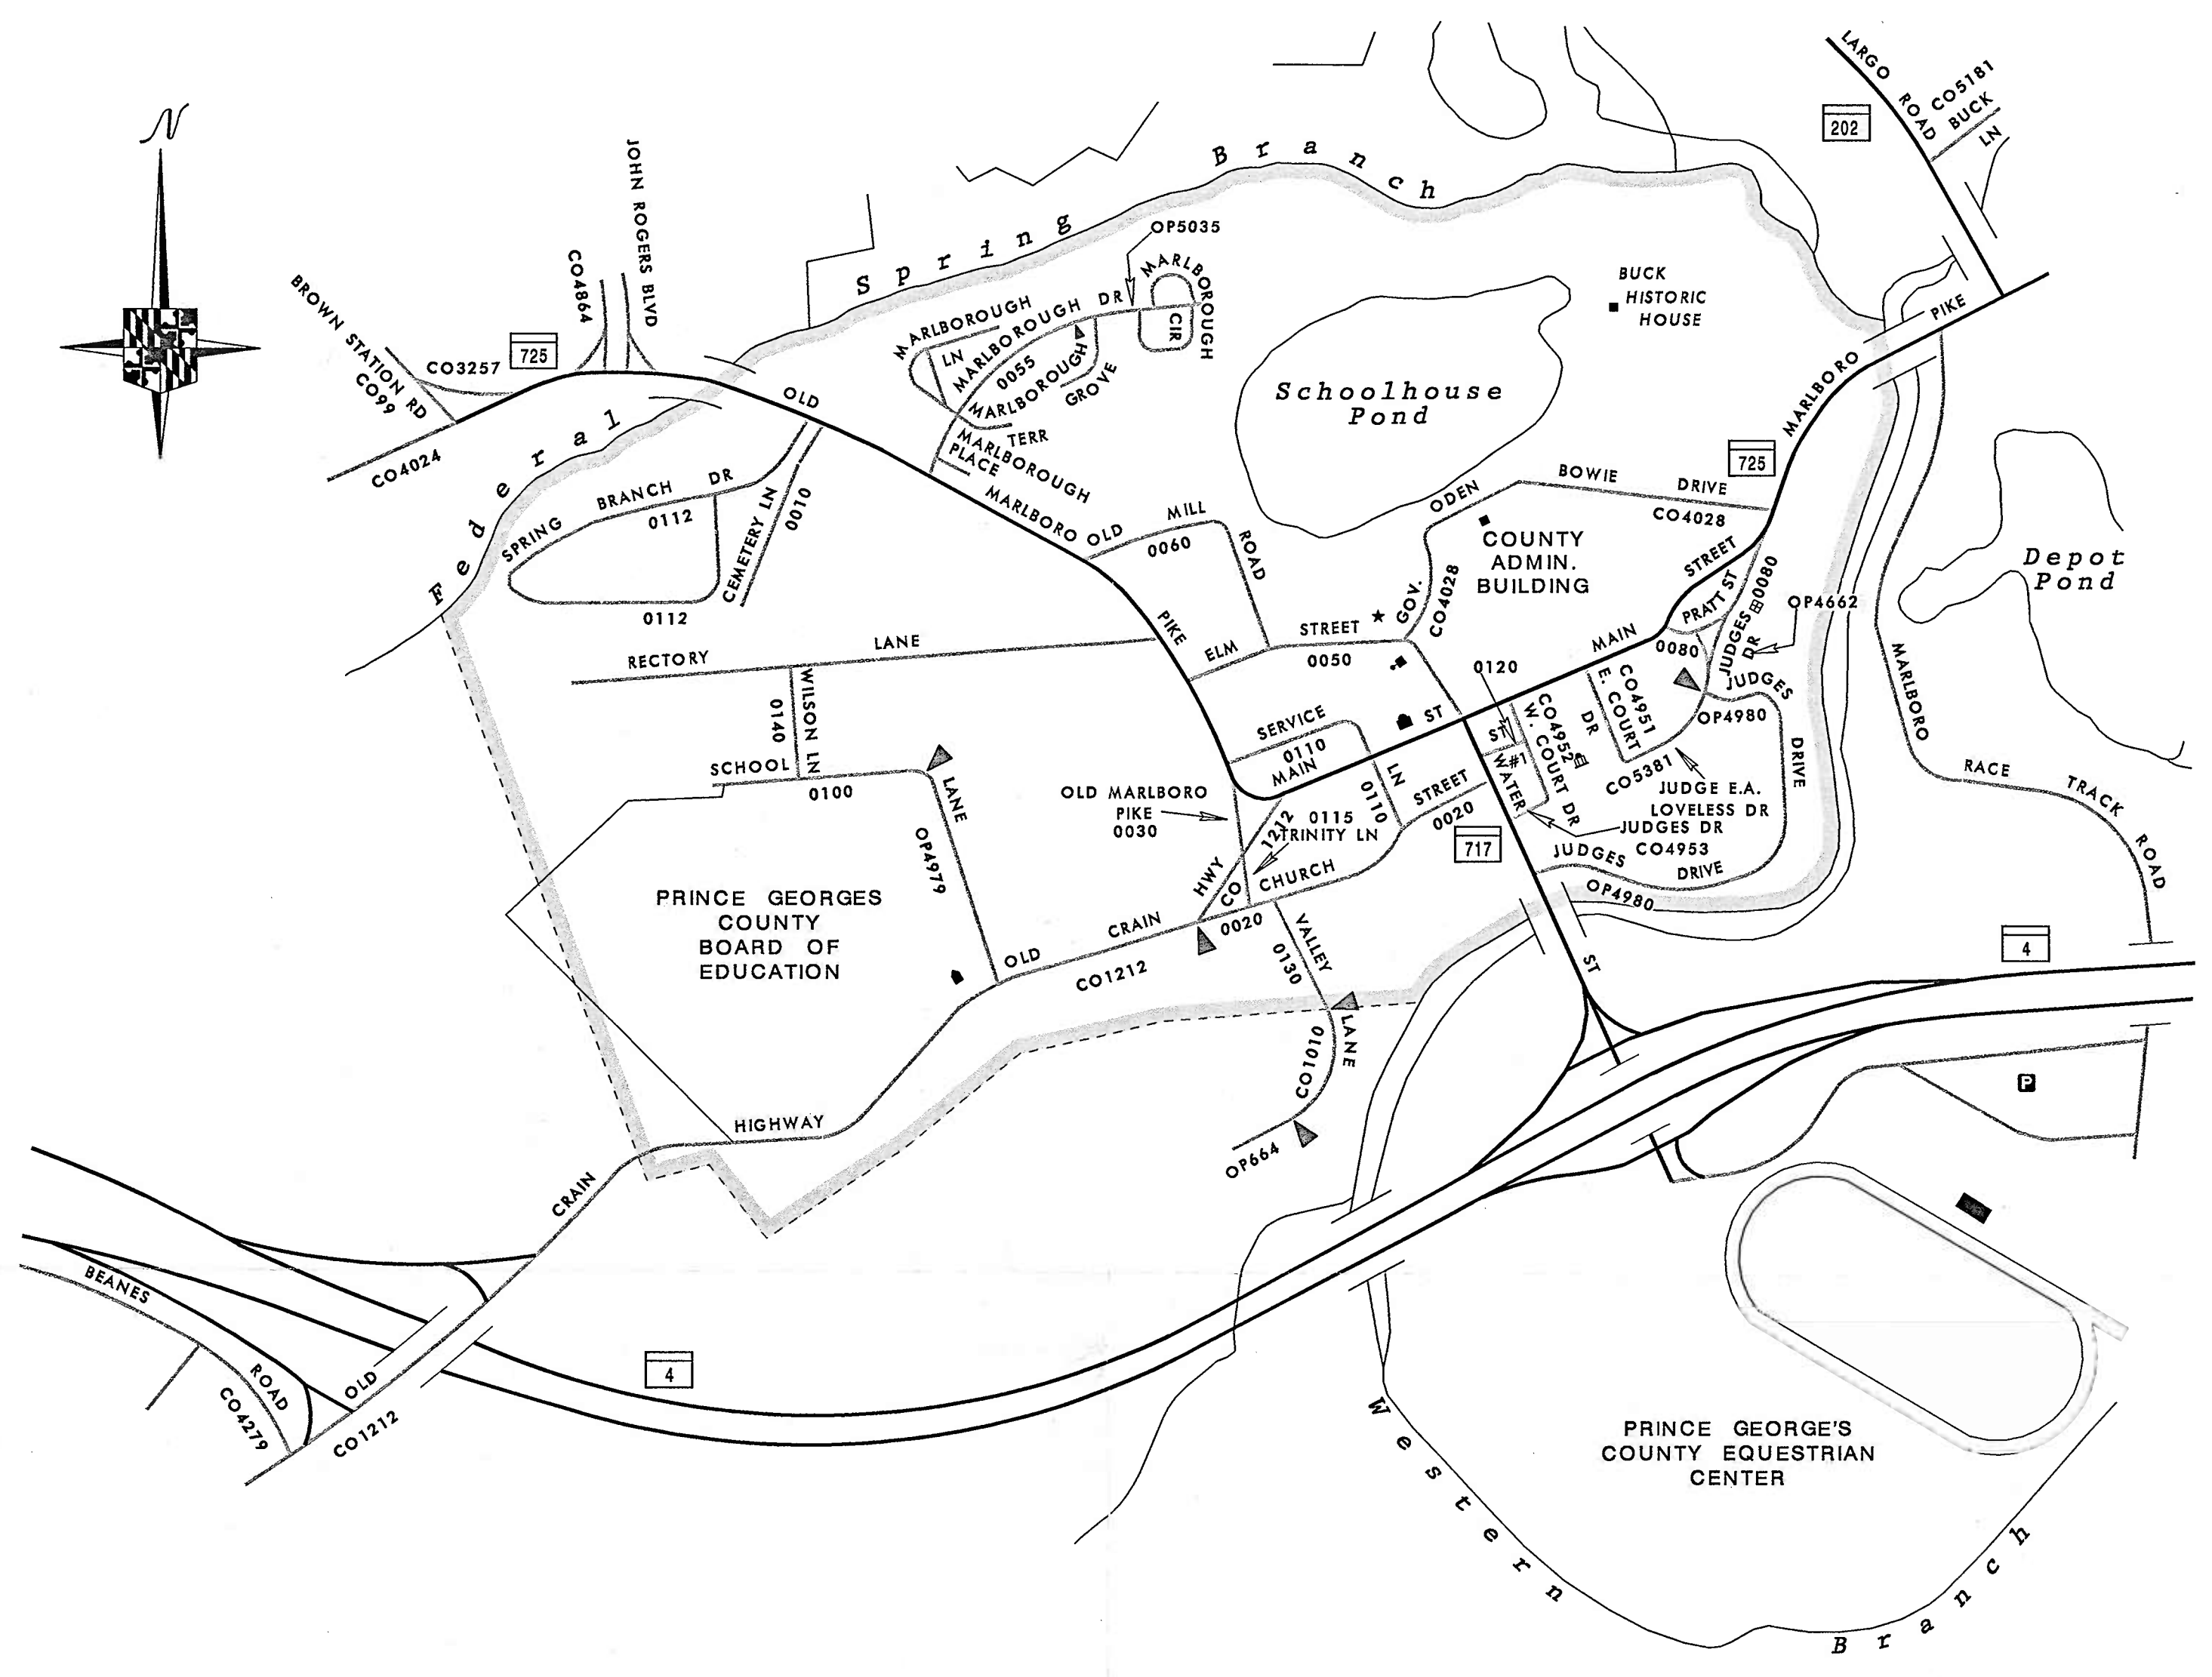 N
LARGO
ROAD
CO5181
BUCK
LN
202
JOHN ROGERS BLVD
CO4864
BROWN STATION RD
CO99
CO3257
725
CO4024
Federal
Spring
Branch
OP5035
MARLBOROUGH
CIR
MARLBOROUGH
MARLBOROUGH
LN
MARLBOROUGH DR
0055
MARLBOROUGH
GROVE
MARLBOROUGH
TERR
MARLBOROUGH
PLACE
BUCK
HISTORIC
HOUSE
Schoolhouse
Pond
PIKE
MARLBORO
725
OLD
MARLBORO
PIKE
SPRING BRANCH DR
0112
0112
CEMETERY LN
0010
OLD MILL
ROAD
0060
ODEN BOWIE DRIVE
CO4028
GOV.
CO4028
COUNTY
ADMIN.
BUILDING
STREET
PRATT ST
0080
JUDGES
DR
0080
OP4662
Depot
Pond
RECTORY LANE
WILSON LN
0140
ELM STREET
0050
MAIN
0120
SCHOOL
LANE
0100
OP4979
SERVICE
0110
MAIN
ST
LN
0110
STREET
0020
ST
WATER
#1
CO4952
W. COURT DR
DR
CO4951
E. COURT
CO5381
JUDGES
DRIVE
OP4980
JUDGE E.A.
LOVELESS DR
JUDGES DR
CO4953
JUDGES DRIVE
OP4980
717
ST
OLD MARLBORO
PIKE
0030
0115
TRINITY LN
HWY
CO 1212
CHURCH
0020
PRINCE GEORGES
COUNTY
BOARD OF
EDUCATION
OLD CRAIN
CO1212
HIGHWAY
CRAIN
OLD
CO1212
VALLEY
0130
LANE
CO1010
OP664
MARLBORO
RACE TRACK ROAD
4
P
BEANES
ROAD
CO4279
4
PRINCE GEORGE'S
COUNTY EQUESTRIAN
CENTER
Western
Branch